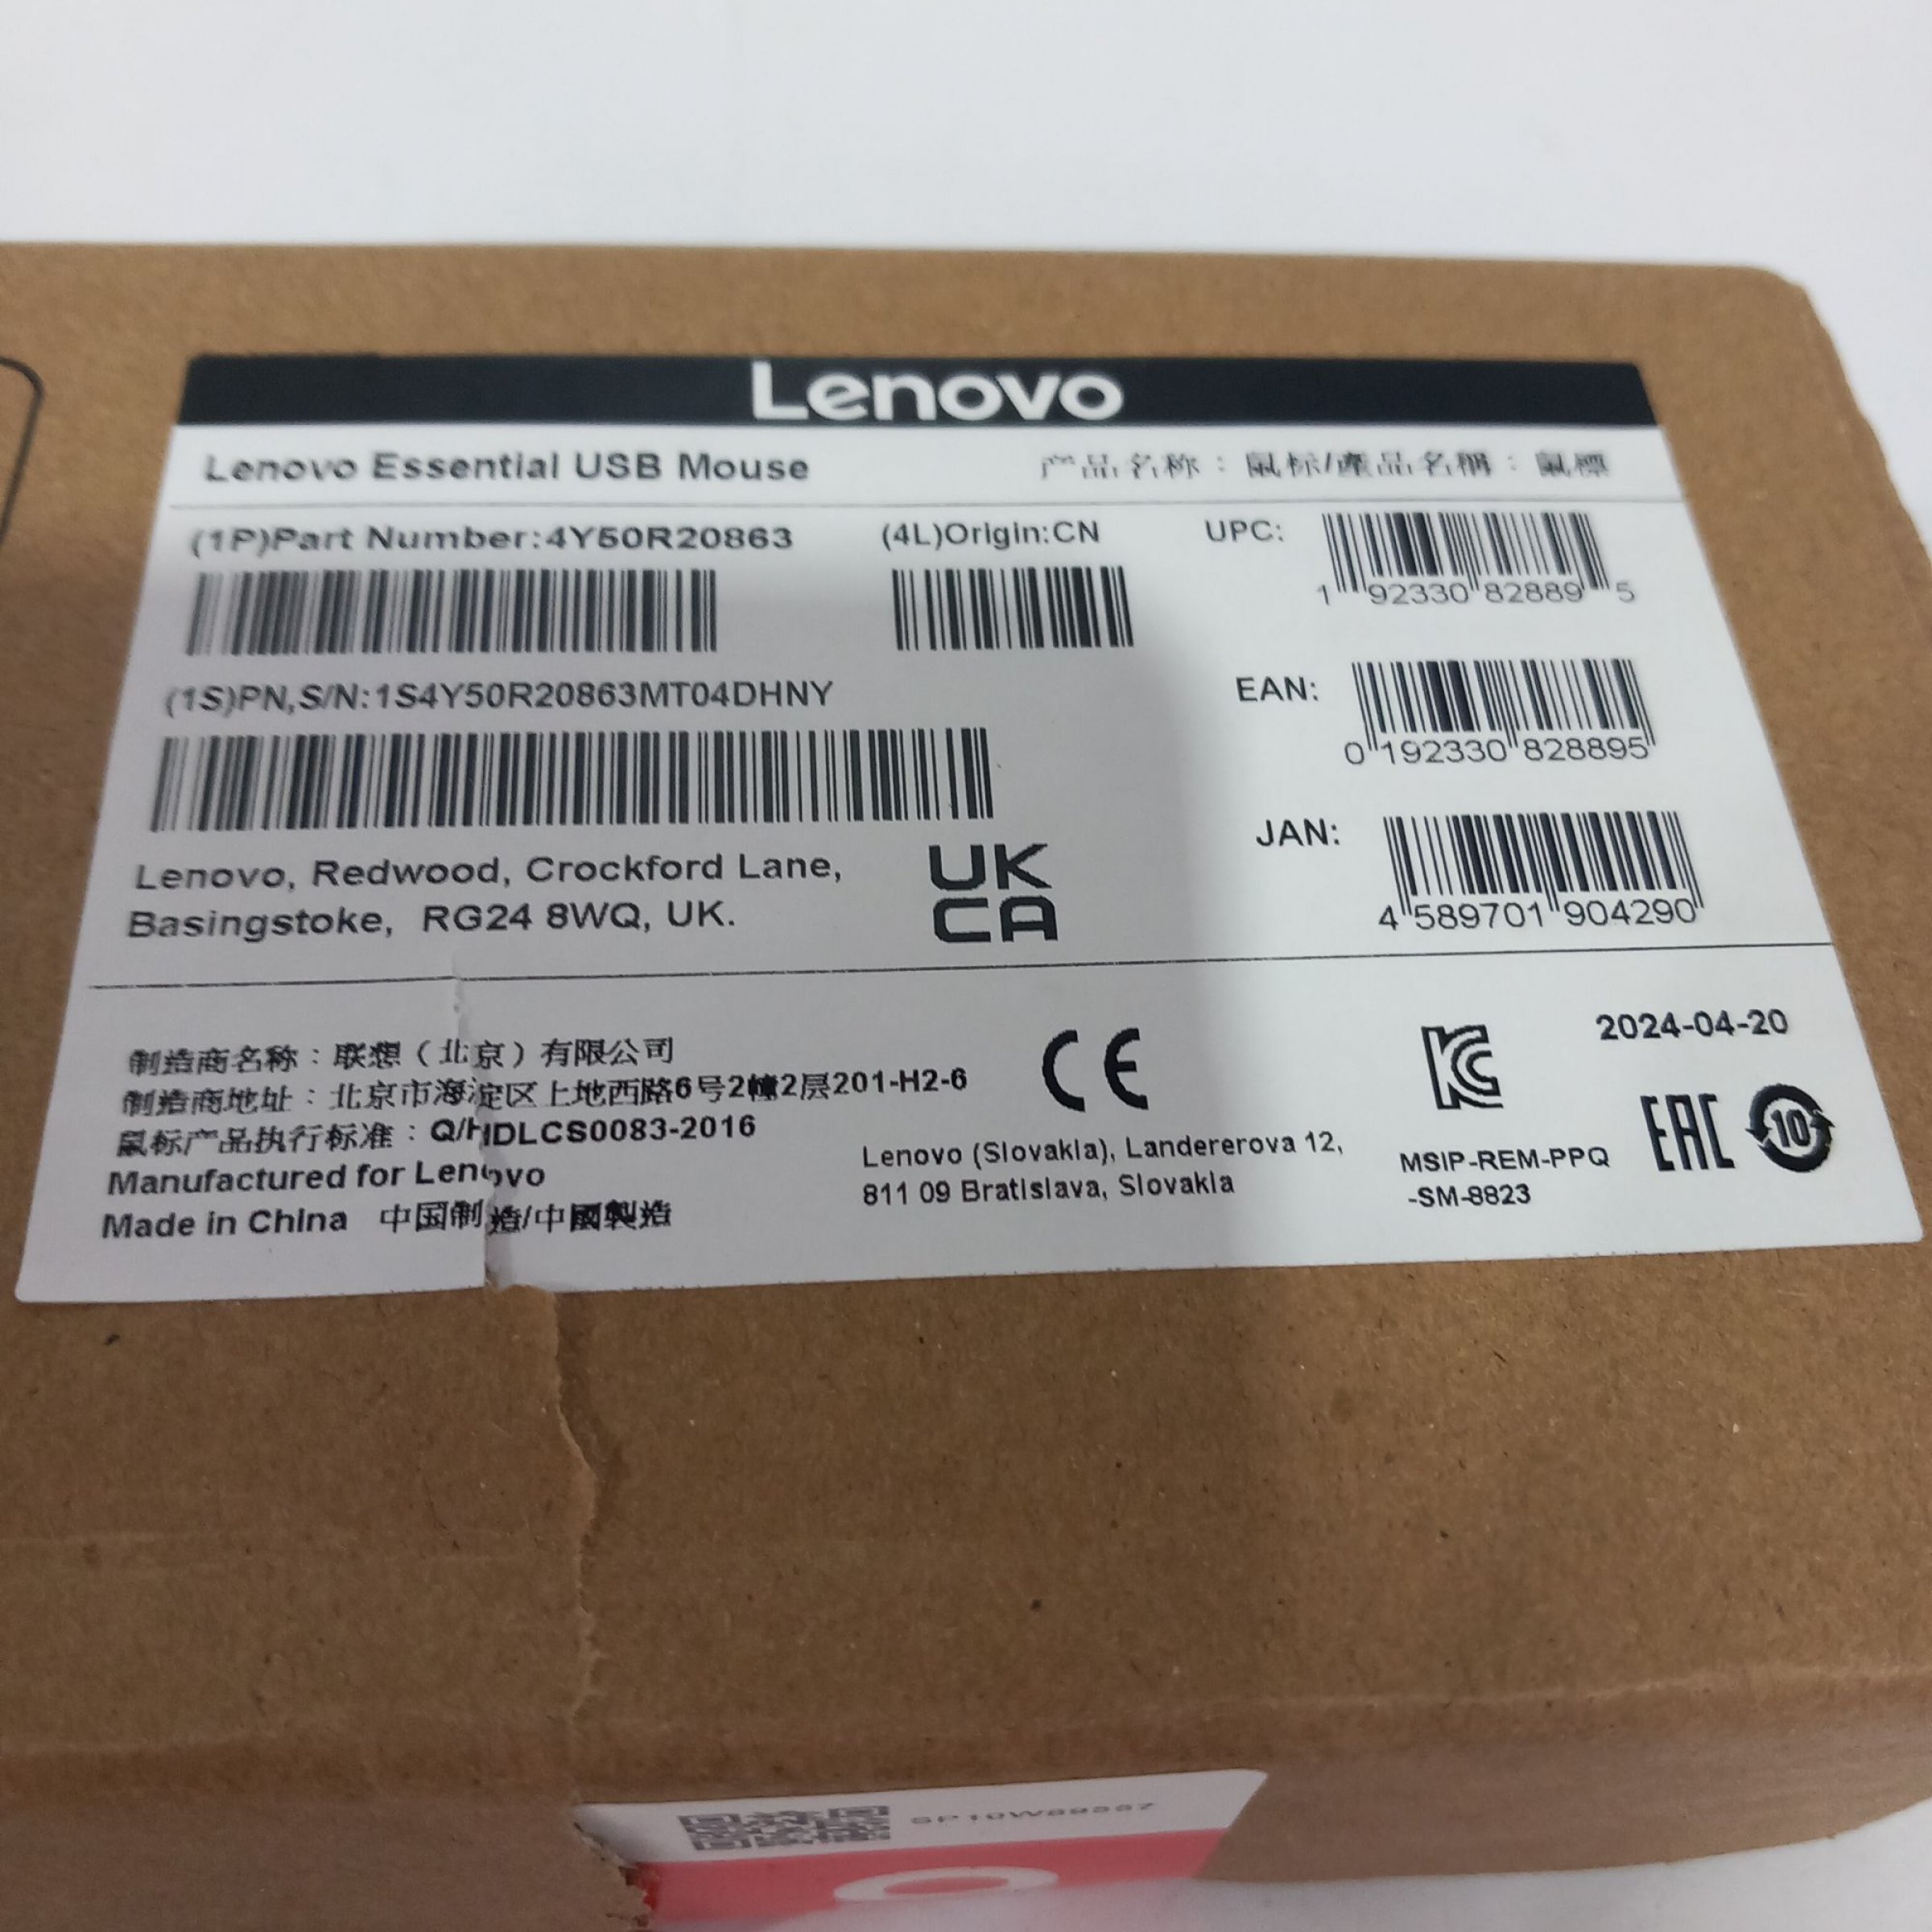 Lenovo
Lenovo Essential USB Mouse 产品名称：鼠标/產品名稱：鼠標
(1P)Part Number:4Y50R20863 (4L)Origin:CN UPC:
1 92330 82889 5
(1S)PN,S/N:1S4Y50R20863MT04DHNY EAN:
0 192330 828895
JAN:
4 589701 904290
Lenovo, Redwood, Crockford Lane,
Basingstoke, RG24 8WQ, UK.
UK
CA
制造商名称：联想（北京）有限公司
制造商地址：北京市海淀区上地西路6号2幢2层201-H2-6
鼠标产品执行标准：Q/HDLCS0083-2016
Manufactured for Lenovo
Made in China 中国制造/中國製造
CE
Lenovo (Slovakia), Landererova 12,
811 09 Bratislava, Slovakia
KC
MSIP-REM-PPQ
-SM-8823
2024-04-20
EAC 10